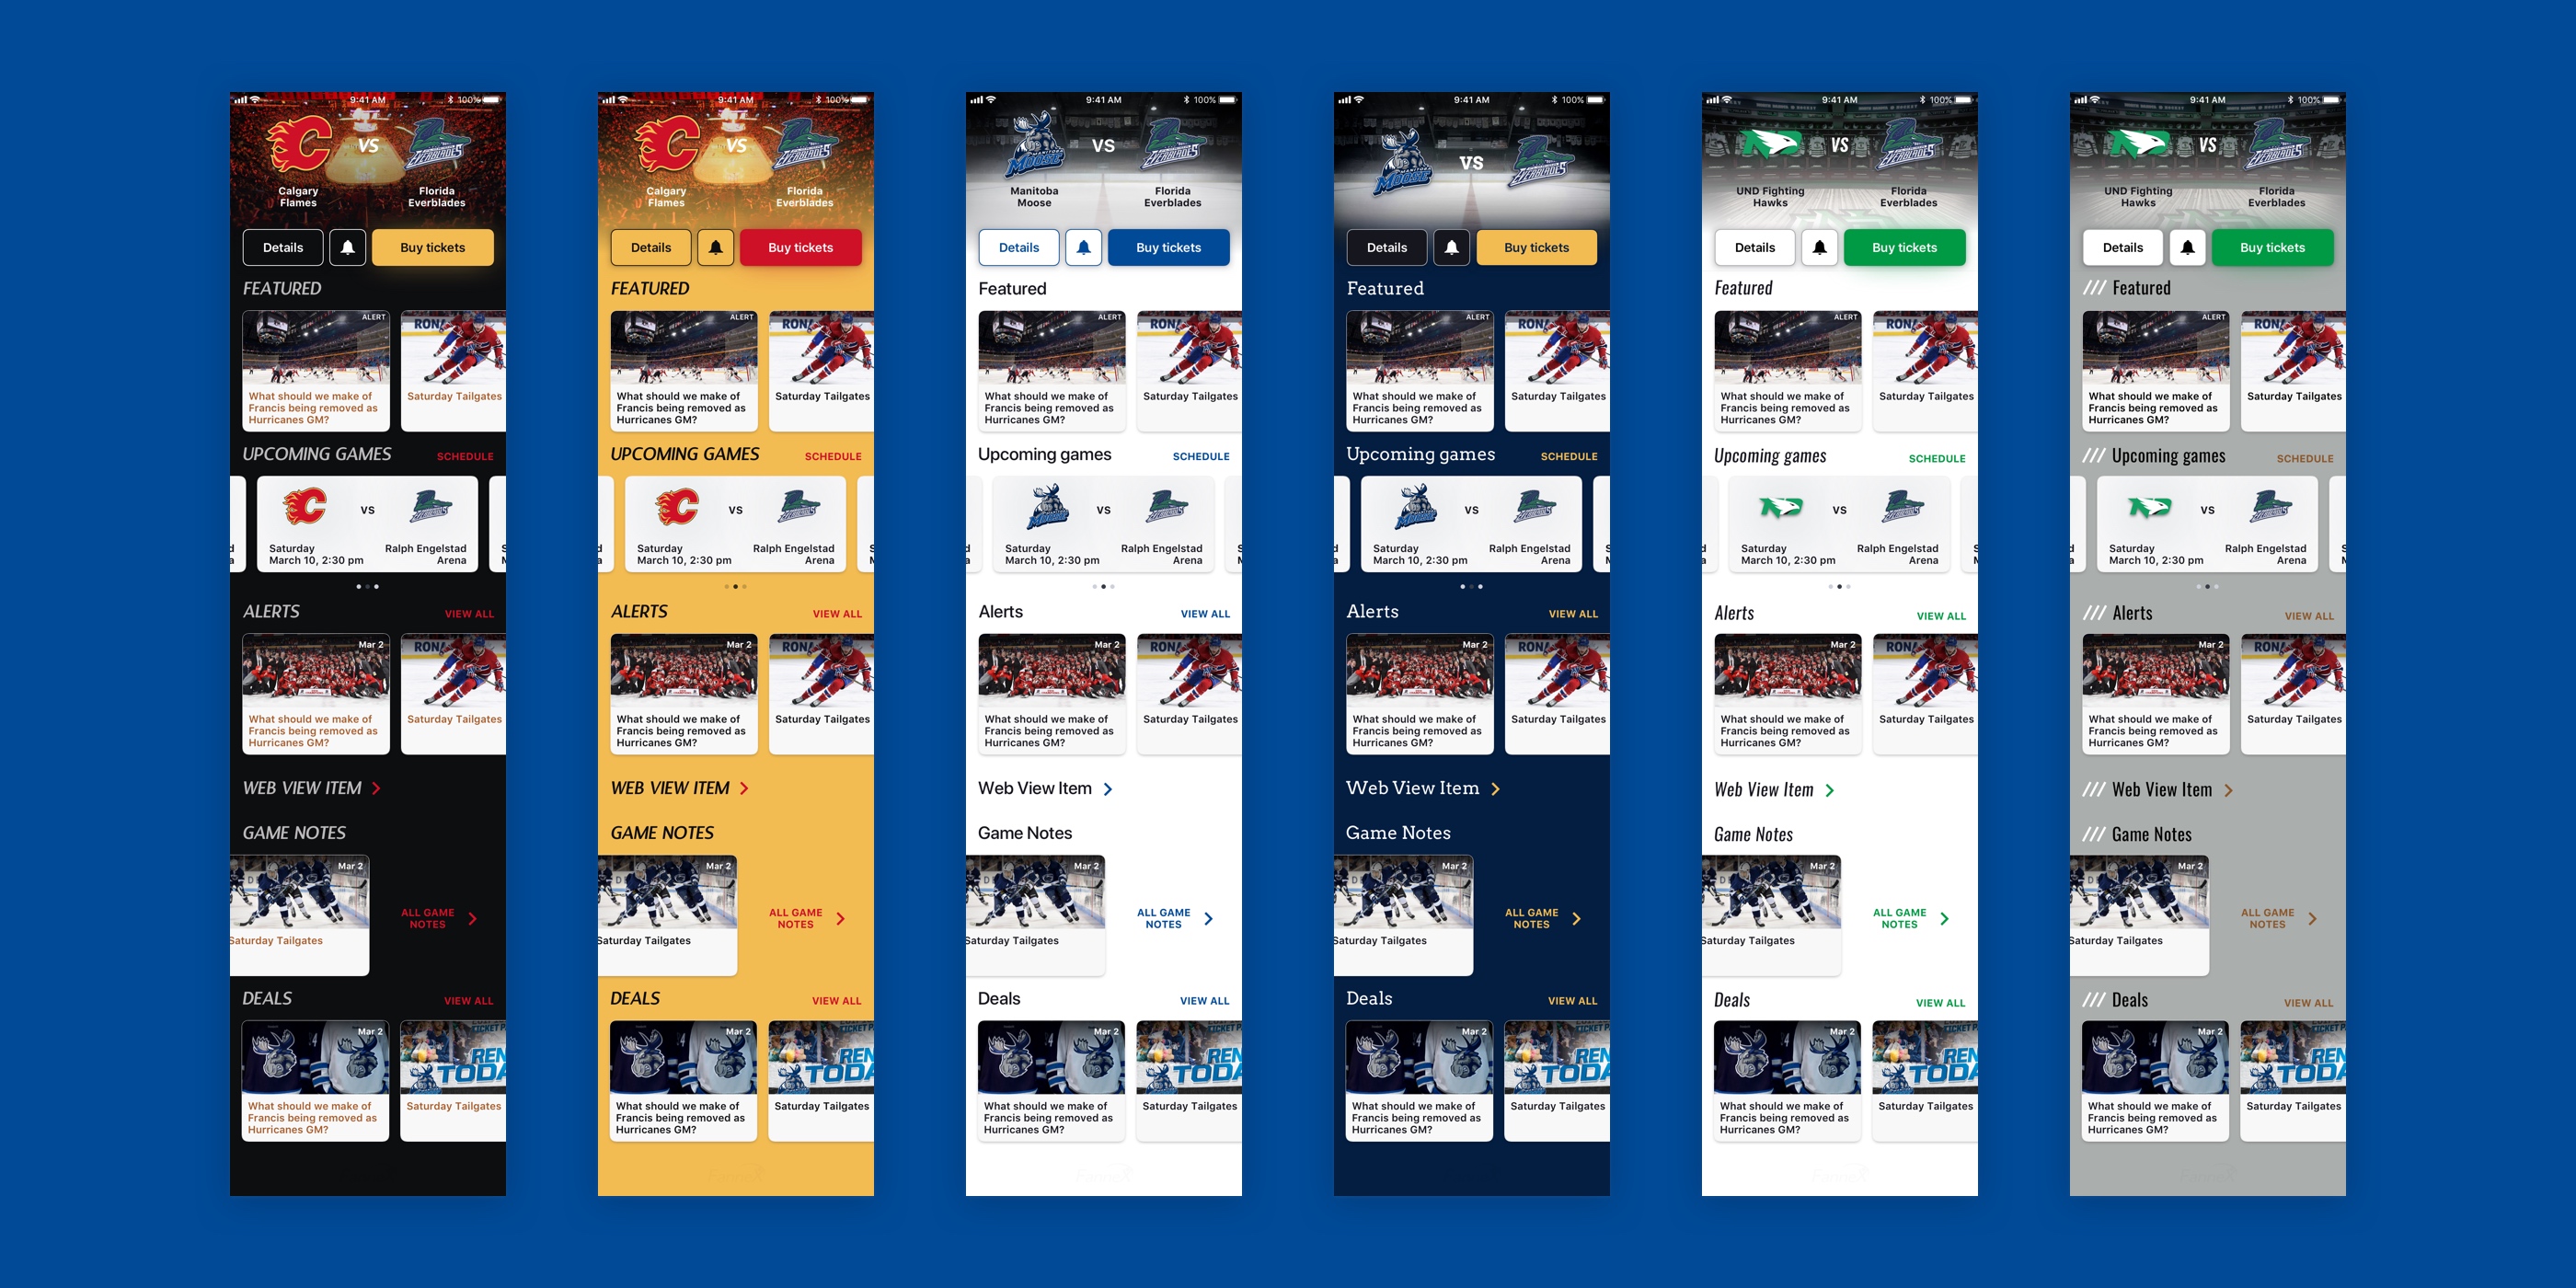 9:41 AM
100%
VS
Calgary
Flames
Florida
Everblades
Details
Buy tickets
FEATURED
ALERT
What should we make of
Francis being removed as
Hurricanes GM?
RONA
Saturday Tailgates
UPCOMING GAMES
SCHEDULE
VS
Saturday
March 10, 2:30 pm
Ralph Engelstad
Arena
ALERTS
VIEW ALL
Mar 2
What should we make of
Francis being removed as
Hurricanes GM?
RONA
Saturday Tailgates
WEB VIEW ITEM
GAME NOTES
Mar 2
Saturday Tailgates
ALL GAME
NOTES
DEALS
VIEW ALL
Mar 2
What should we make of
Francis being removed as
Hurricanes GM?
REN
TODA
Saturday Tailgates
9:41 AM
100%
VS
Calgary
Flames
Florida
Everblades
Details
Buy tickets
FEATURED
ALERT
What should we make of
Francis being removed as
Hurricanes GM?
RONA
Saturday Tailgates
UPCOMING GAMES
SCHEDULE
VS
Saturday
March 10, 2:30 pm
Ralph Engelstad
Arena
ALERTS
VIEW ALL
Mar 2
What should we make of
Francis being removed as
Hurricanes GM?
RONA
Saturday Tailgates
WEB VIEW ITEM
GAME NOTES
Mar 2
Saturday Tailgates
ALL GAME
NOTES
DEALS
VIEW ALL
Mar 2
What should we make of
Francis being removed as
Hurricanes GM?
REN
TODA
Saturday Tailgates
9:41 AM
100%
VS
Manitoba
Moose
Florida
Everblades
Details
Buy tickets
Featured
ALERT
What should we make of
Francis being removed as
Hurricanes GM?
RONA
Saturday Tailgates
Upcoming games
SCHEDULE
VS
Saturday
March 10, 2:30 pm
Ralph Engelstad
Arena
Alerts
VIEW ALL
Mar 2
What should we make of
Francis being removed as
Hurricanes GM?
RONA
Saturday Tailgates
Web View Item
Game Notes
Mar 2
Saturday Tailgates
ALL GAME
NOTES
Deals
VIEW ALL
Mar 2
What should we make of
Francis being removed as
Hurricanes GM?
REN
TODA
Saturday Tailgates
9:41 AM
100%
VS
Details
Buy tickets
Featured
ALERT
What should we make of
Francis being removed as
Hurricanes GM?
RONA
Saturday Tailgates
Upcoming games
SCHEDULE
VS
Saturday
March 10, 2:30 pm
Ralph Engelstad
Arena
Alerts
VIEW ALL
Mar 2
What should we make of
Francis being removed as
Hurricanes GM?
RONA
Saturday Tailgates
Web View Item
Game Notes
Mar 2
Saturday Tailgates
ALL GAME
NOTES
Deals
VIEW ALL
Mar 2
What should we make of
Francis being removed as
Hurricanes GM?
REN
TODA
Saturday Tailgates
9:41 AM
100%
VS
UND Fighting
Hawks
Florida
Everblades
Details
Buy tickets
Featured
ALERT
What should we make of
Francis being removed as
Hurricanes GM?
RONA
Saturday Tailgates
Upcoming games
SCHEDULE
VS
Saturday
March 10, 2:30 pm
Ralph Engelstad
Arena
Alerts
VIEW ALL
Mar 2
What should we make of
Francis being removed as
Hurricanes GM?
RONA
Saturday Tailgates
Web View Item
Game Notes
Mar 2
Saturday Tailgates
ALL GAME
NOTES
Deals
VIEW ALL
Mar 2
What should we make of
Francis being removed as
Hurricanes GM?
REN
TODA
Saturday Tailgates
9:41 AM
100%
VS
UND Fighting
Hawks
Florida
Everblades
Details
Buy tickets
/// Featured
ALERT
What should we make of
Francis being removed as
Hurricanes GM?
RONA
Saturday Tailgates
/// Upcoming games
SCHEDULE
VS
Saturday
March 10, 2:30 pm
Ralph Engelstad
Arena
/// Alerts
VIEW ALL
Mar 2
What should we make of
Francis being removed as
Hurricanes GM?
RONA
Saturday Tailgates
/// Web View Item
/// Game Notes
Mar 2
Saturday Tailgates
ALL GAME
NOTES
/// Deals
VIEW ALL
Mar 2
What should we make of
Francis being removed as
Hurricanes GM?
REN
TODA
Saturday Tailgates